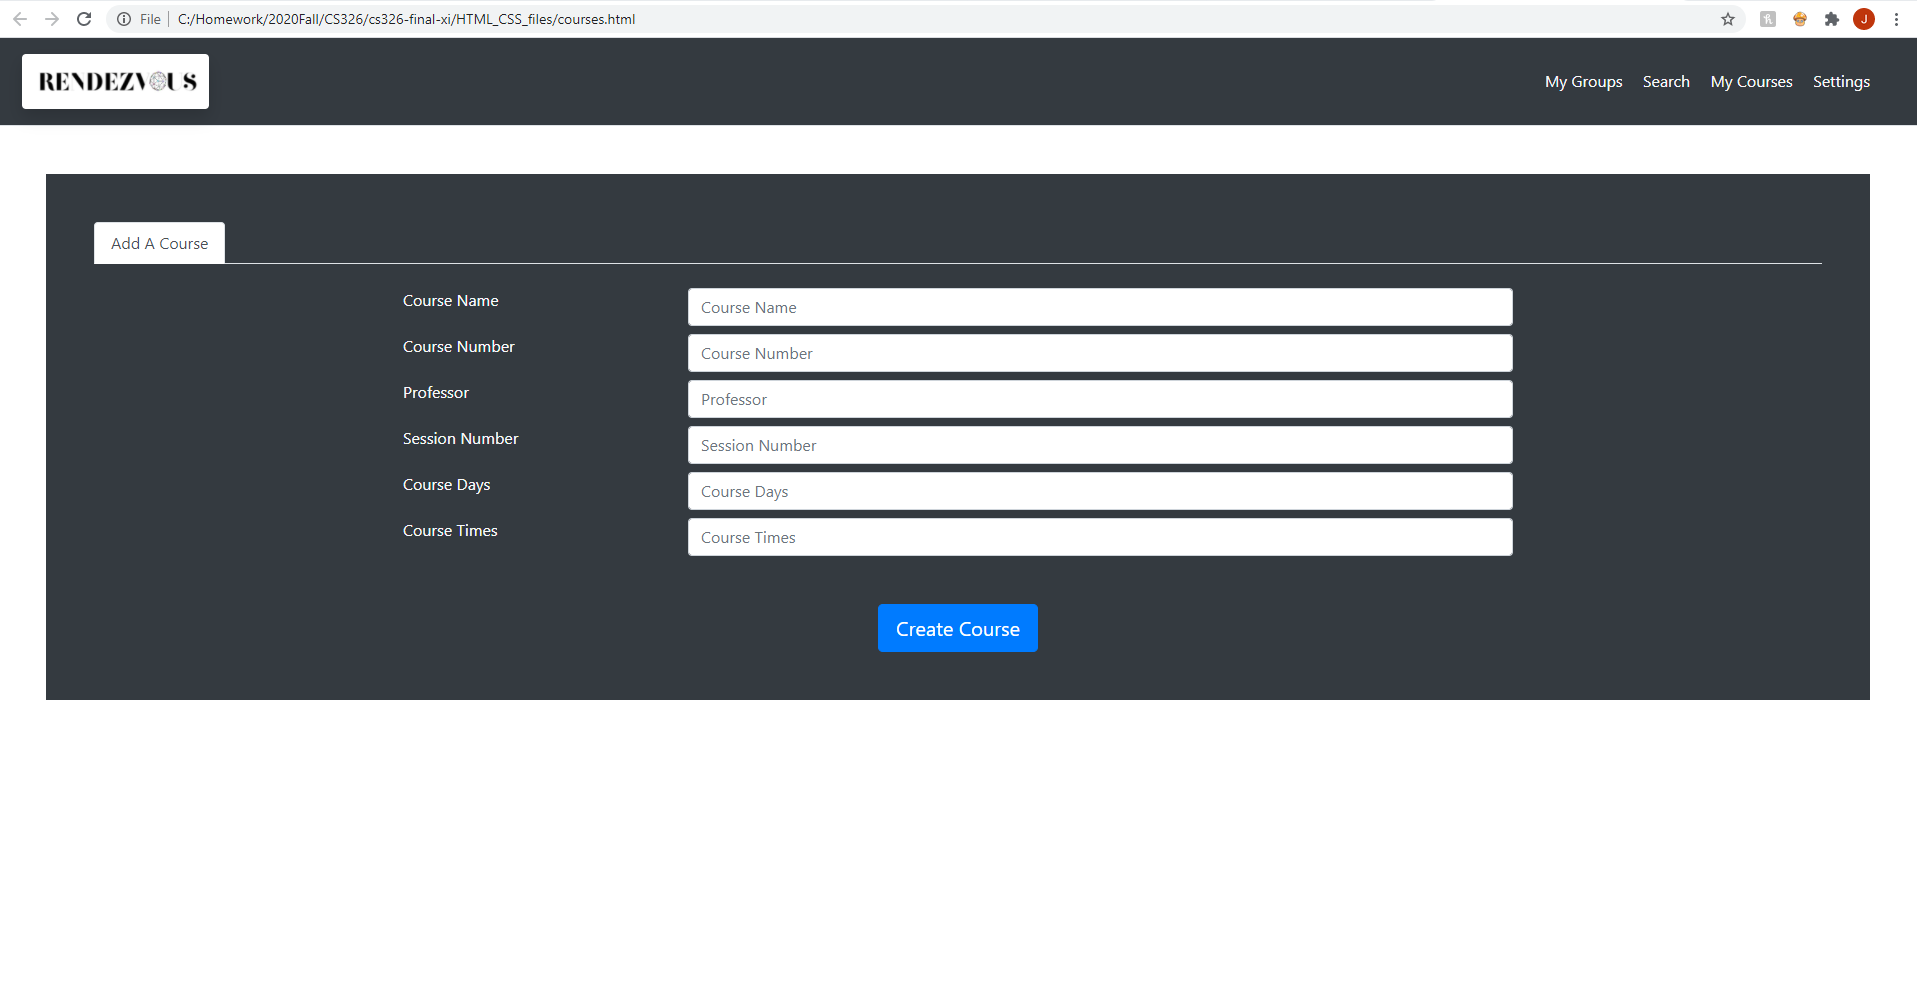 File | C:/Homework/2020Fall/CS326/cs326-final-xi/HTML_CSS_files/courses.html
J
RENDEZVOUS
My Groups Search My Courses Settings
Add A Course
Course Name Course Name
Course Number Course Number
Professor Professor
Session Number Session Number
Course Days Course Days
Course Times Course Times
Create Course